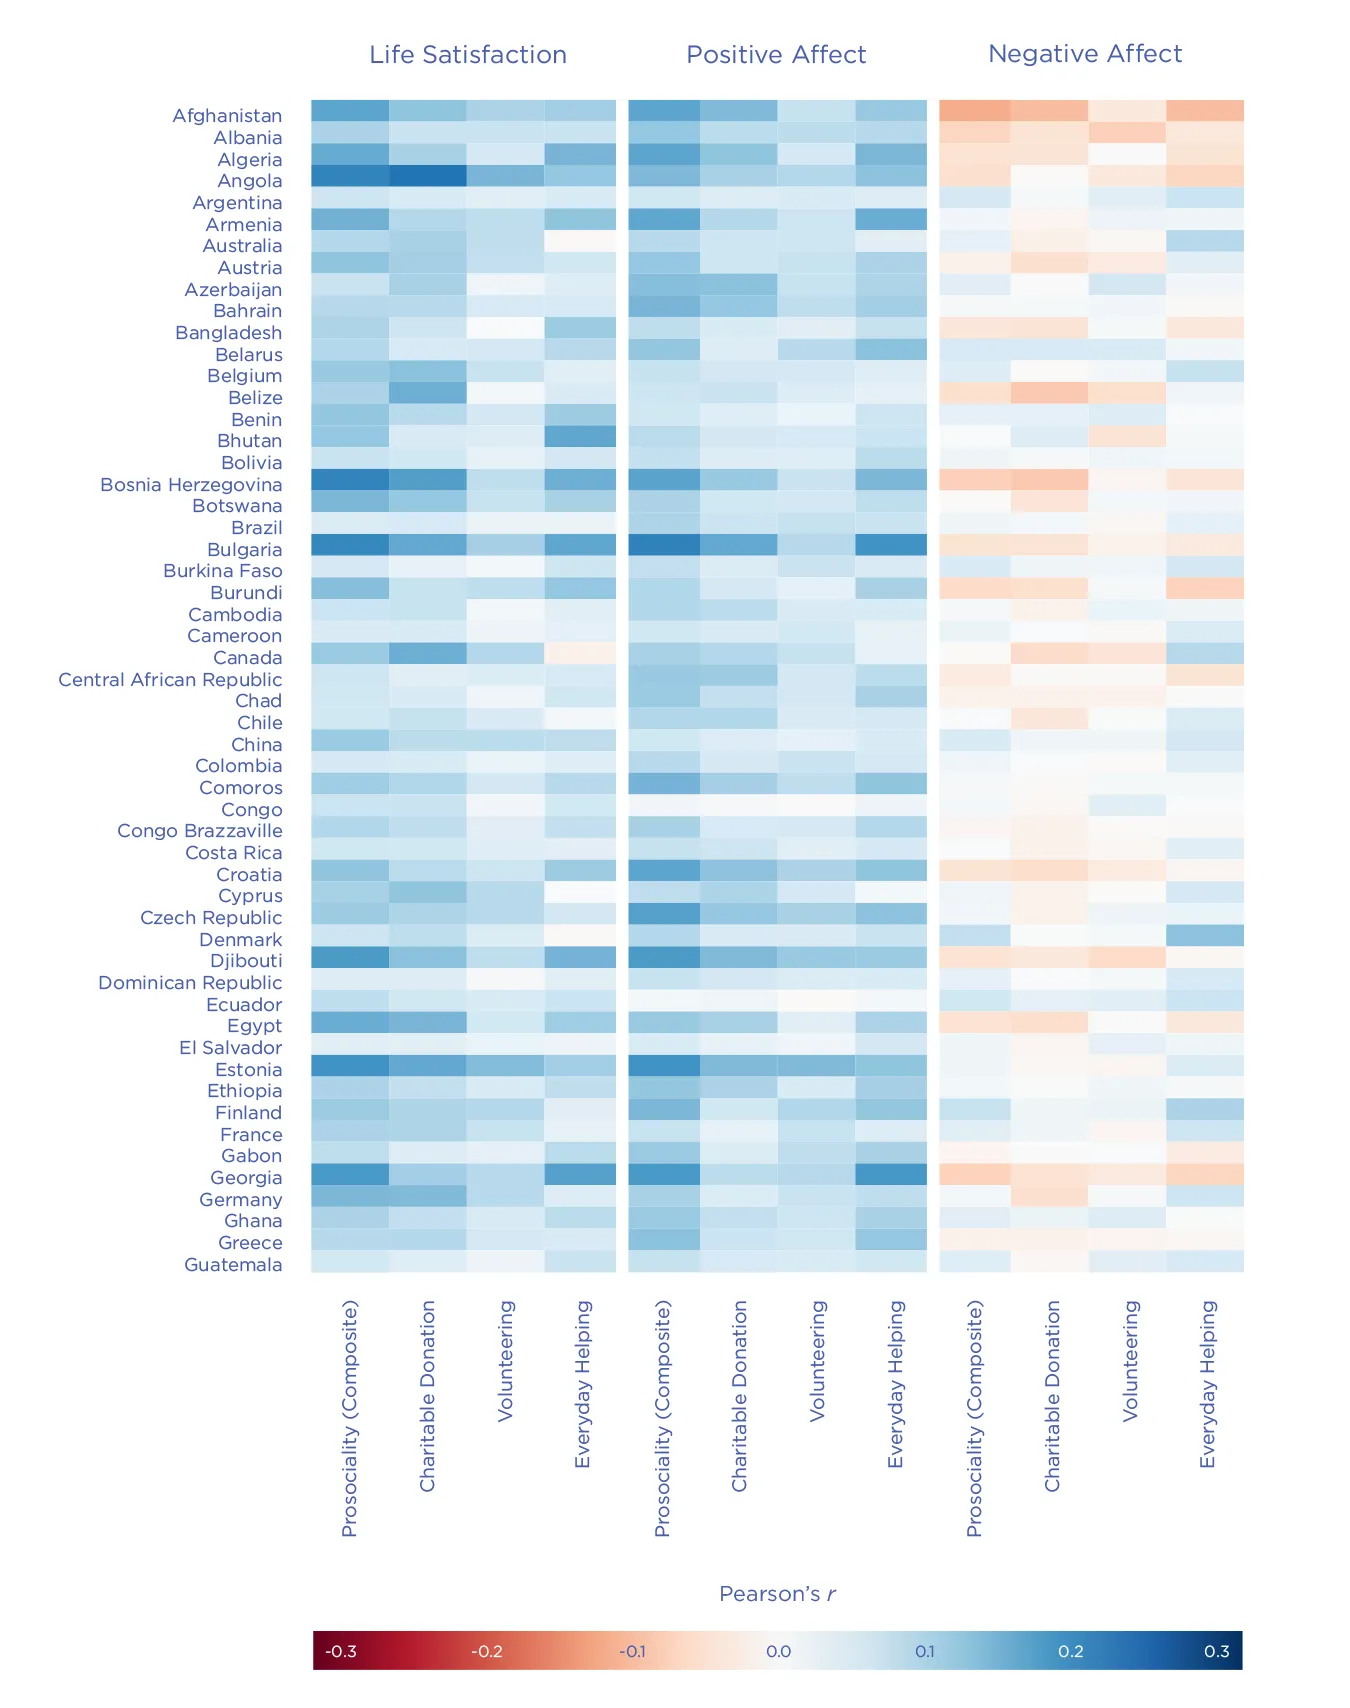 Life Satisfaction
Positive Affect
Negative Affect
Afghanistan
Albania
Algeria
Angola
Argentina
Armenia
Australia
Austria
Azerbaijan
Bahrain
Bangladesh
Belarus
Belgium
Belize
Benin
Bhutan
Bolivia
Bosnia Herzegovina
Botswana
Brazil
Bulgaria
Burkina Faso
Burundi
Cambodia
Cameroon
Canada
Central African Republic
Chad
Chile
China
Colombia
Comoros
Congo
Congo Brazzaville
Costa Rica
Croatia
Cyprus
Czech Republic
Denmark
Djibouti
Dominican Republic
Ecuador
Egypt
El Salvador
Estonia
Ethiopia
Finland
France
Gabon
Georgia
Germany
Ghana
Greece
Guatemala
Prosociality (Composite)
Charitable Donation
Volunteering
Everyday Helping
Prosociality (Composite)
Charitable Donation
Volunteering
Everyday Helping
Prosociality (Composite)
Charitable Donation
Volunteering
Everyday Helping
Pearson's r
-0.3 -0.2 -0.1 0.0 0.1 0.2 0.3